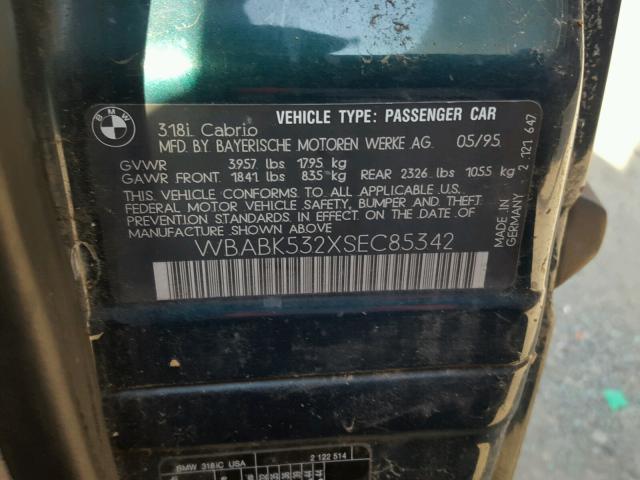 BMW
VEHICLE TYPE: PASSENGER CAR
318i Cabrio
MFD. BY BAYERISCHE MOTOREN WERKE AG 05/95
GVWR 3957 lbs 1795 kg
GAWR FRONT 1841 lbs 835 kg REAR 2326 lbs 1055 kg
THIS VEHICLE CONFORMS TO ALL APPLICABLE U.S.
FEDERAL MOTOR VEHICLE SAFETY, BUMPER AND THEFT
PREVENTION STANDARDS IN EFFECT ON THE DATE OF
MANUFACTURE SHOWN ABOVE
WBABK532XSEC85342
MADE IN
GERMANY
2 121 647
BMW 318iC USA 2 122 514